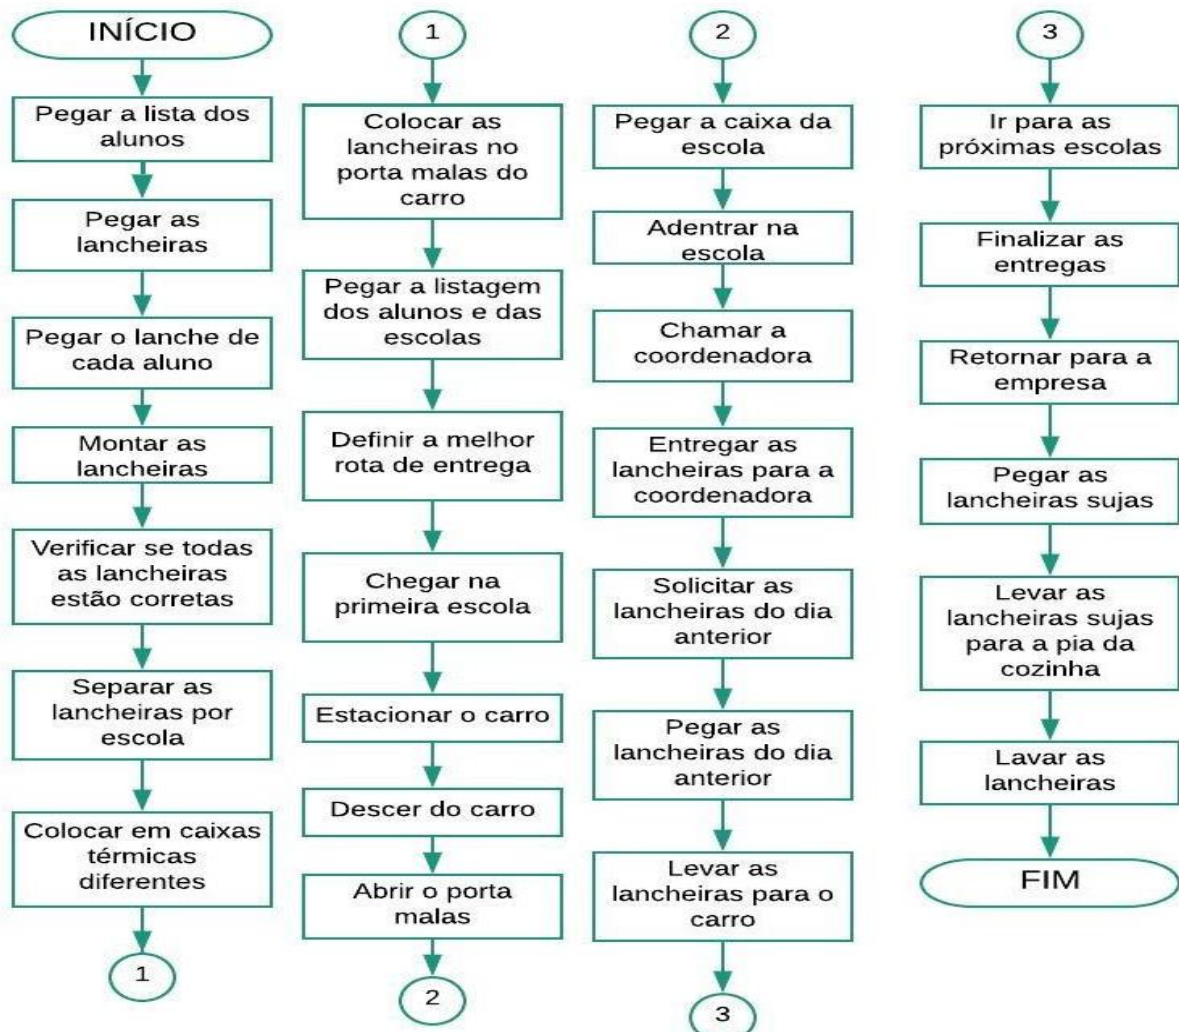 INÍCIO
Pegar a lista dos
alunos
Pegar as
lancheiras
Pegar o lanche de
cada aluno
Montar as
lancheiras
Verificar se todas
as lancheiras
estão corretas
Separar as
lancheiras por
escola
Colocar em caixas
térmicas
diferentes
1
1
Colocar as
lancheiras no
porta malas do
carro
Pegar a listagem
dos alunos e das
escolas
Definir a melhor
rota de entrega
Chegar na
primeira escola
Estacionar o carro
Descer do carro
Abrir o porta
malas
2
2
Pegar a caixa da
escola
Adentrar na
escola
Chamar a
coordenadora
Entregar as
lancheiras para a
coordenadora
Solicitar as
lancheiras do dia
anterior
Pegar as
lancheiras do dia
anterior
Levar as
lancheiras para o
carro
3
3
Ir para as
próximas escolas
Finalizar as
entregas
Retornar para a
empresa
Pegar as
lancheiras sujas
Levar as
lancheiras sujas
para a pia da
cozinha
Lavar as
lancheiras
FIM